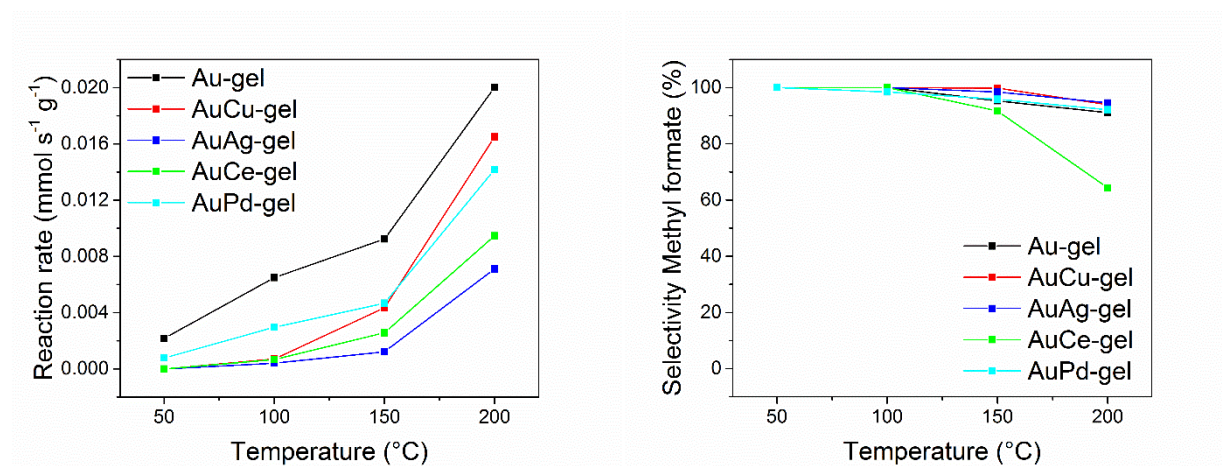 Reaction rate (mmol s⁻¹ g⁻¹)
0.020
0.016
0.012
0.008
0.004
0.000
Au-gel
AuCu-gel
AuAg-gel
AuCe-gel
AuPd-gel
50 100 150 200
Temperature (°C)
Selectivity Methyl formate (%)
100
80
60
40
20
0
Au-gel
AuCu-gel
AuAg-gel
AuCe-gel
AuPd-gel
50 100 150 200
Temperature (°C)